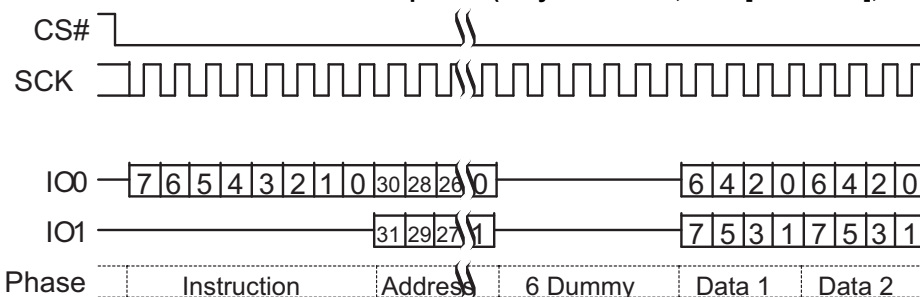 CS#
SCK
IO0 7 6 5 4 3 2 1 0 30 28 26 0 6 4 2 0 6 4 2 0
IO1 31 29 27 1 7 5 3 1 7 5 3 1
Phase Instruction Address 6 Dummy Data 1 Data 2